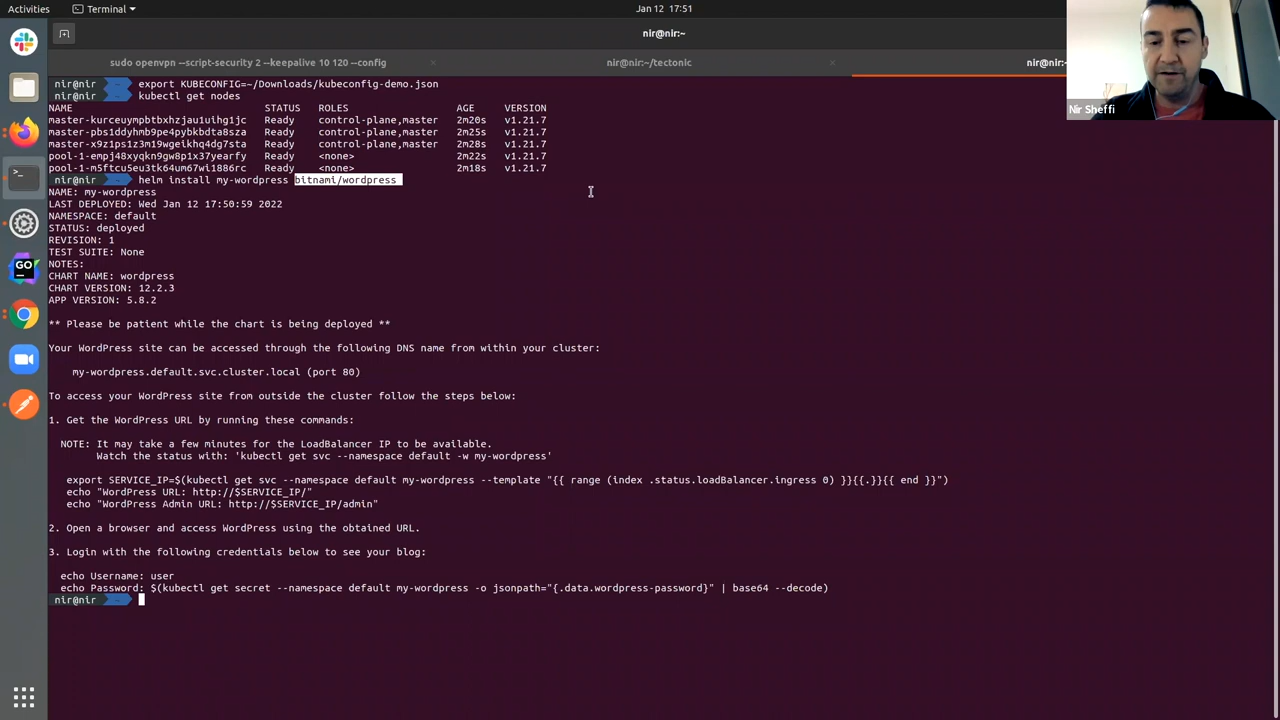 Activities
Terminal
Jan 12 17:51
nir@nir:~
sudo openvpn --script-security 2 --keepalive 10 120 --config
nir@nir:~/tectonic
nir@nir:~
Nir Sheffi
nir@nir ~ export KUBECONFIG=~/Downloads/kubeconfig-demo.json
nir@nir ~ kubectl get nodes
NAME STATUS ROLES AGE VERSION
master-kurceuympbtbxhzjau1uihg1jc Ready control-plane,master 2m20s v1.21.7
master-pbs1ddyhmb9pe4pybkbdta8sza Ready control-plane,master 2m25s v1.21.7
master-x9z1ps1z3m19wgeikhq4dg7sta Ready control-plane,master 2m28s v1.21.7
pool-1-empj48xyqkn9gw8p1x37yearfy Ready <none> 2m22s v1.21.7
pool-1-m5ftcu5eu3tk64um67wi1886rc Ready <none> 2m18s v1.21.7
nir@nir ~ helm install my-wordpress bitnami/wordpress
NAME: my-wordpress
LAST DEPLOYED: Wed Jan 12 17:50:59 2022
NAMESPACE: default
STATUS: deployed
REVISION: 1
TEST SUITE: None
NOTES:
CHART NAME: wordpress
CHART VERSION: 12.2.3
APP VERSION: 5.8.2
** Please be patient while the chart is being deployed **
Your WordPress site can be accessed through the following DNS name from within your cluster:
my-wordpress.default.svc.cluster.local (port 80)
To access your WordPress site from outside the cluster follow the steps below:
1. Get the WordPress URL by running these commands:
NOTE: It may take a few minutes for the LoadBalancer IP to be available.
Watch the status with: 'kubectl get svc --namespace default -w my-wordpress'
export SERVICE_IP=$(kubectl get svc --namespace default my-wordpress --template "{{ range (index .status.loadBalancer.ingress 0) }}{{.}}{{ end }}")
echo "WordPress URL: http://$SERVICE_IP/"
echo "WordPress Admin URL: http://$SERVICE_IP/admin"
2. Open a browser and access WordPress using the obtained URL.
3. Login with the following credentials below to see your blog:
echo Username: user
echo Password: $(kubectl get secret --namespace default my-wordpress -o jsonpath="{.data.wordpress-password}" | base64 --decode)
nir@nir ~
GO